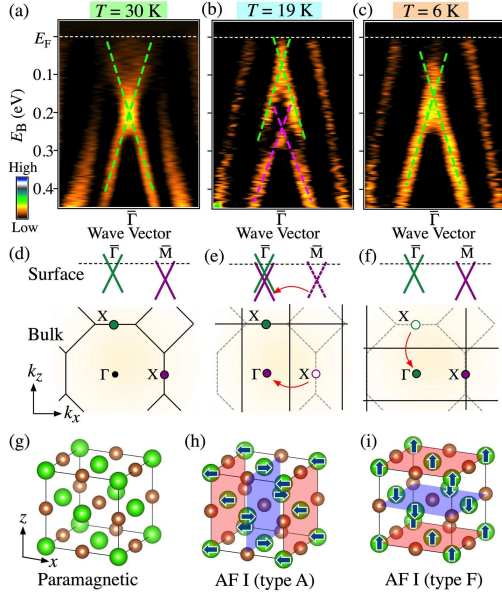 (a) T = 30 K (b) T = 19 K (c) T = 6 K
E_F
0.1
0.2
0.3
0.4
E_B (eV)
High
Low
Γ̅ Γ̅ Γ̅
Wave Vector Wave Vector Wave Vector
(d) (e) (f)
Γ̅ M̅ Γ̅ M̅ Γ̅ M̅
Surface
X X X
Bulk
Γ X Γ X Γ X
k_z
k_x
(g) (h) (i)
z
x
Paramagnetic AF I (type A) AF I (type F)